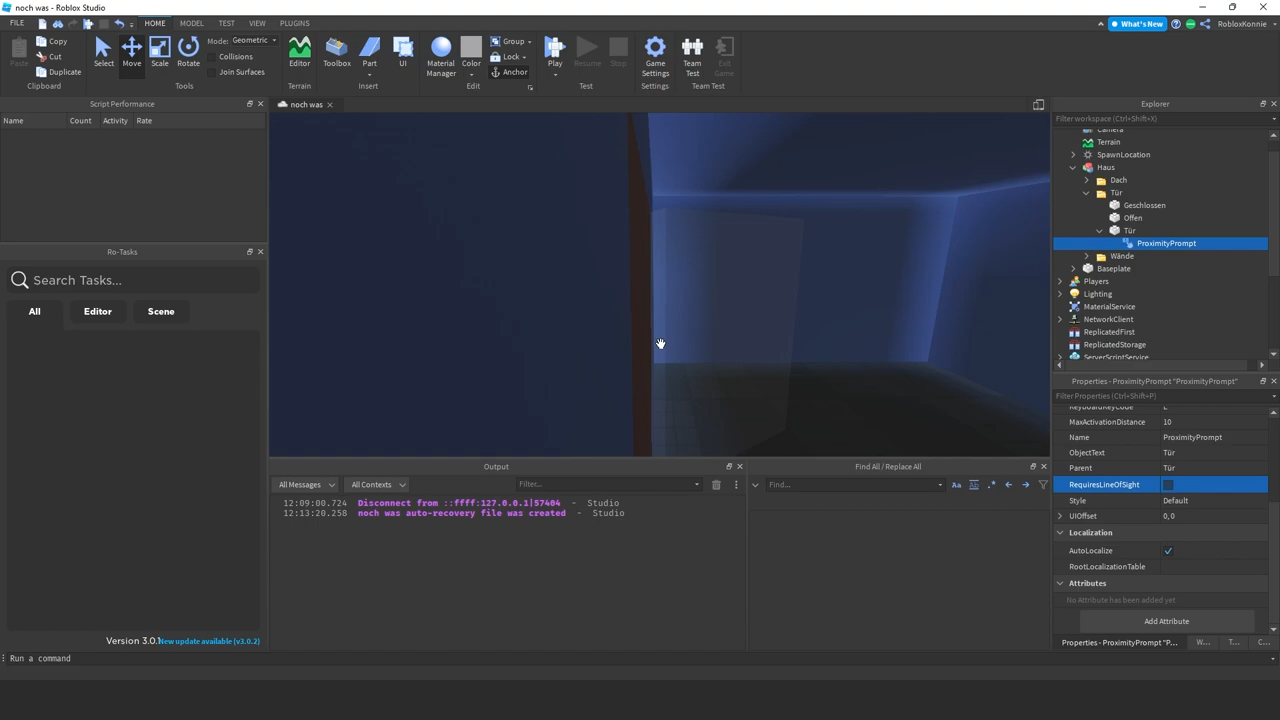 noch was - Roblox Studio
FILE HOME MODEL TEST VIEW PLUGINS
What's New RobloxKonnie
Paste Copy Cut Duplicate
Clipboard
Select Move Scale Rotate
Mode: Geometric
Collisions
Join Surfaces
Tools
Editor
Terrain
Toolbox Part UI
Insert
Material Manager Color
Group
Lock
Anchor
Edit
Play Resume Stop
Test
Game Settings
Settings
Team Test Exit Game
Team Test
Script Performance
Name Count Activity Rate
Ro-Tasks
Search Tasks...
All Editor Scene
Version 3.0.1 New update available (v3.0.2)
noch was
Output
All Messages All Contexts Filter...
12:09:00.724 Disconnect from ::ffff:127.0.0.1|57404 - Studio
12:13:20.258 noch was auto-recovery file was created - Studio
Find All / Replace All
Find... Aa ab .*
Explorer
Filter workspace (Ctrl+Shift+X)
Camera
Terrain
SpawnLocation
Haus
Dach
Tür
Geschlossen
Offen
Tür
ProximityPrompt
Wände
Baseplate
Players
Lighting
MaterialService
NetworkClient
ReplicatedFirst
ReplicatedStorage
ServerScriptService
Properties - ProximityPrompt "ProximityPrompt"
Filter Properties (Ctrl+Shift+P)
KeyboardKeyCode E
MaxActivationDistance 10
Name ProximityPrompt
ObjectText Tür
Parent Tür
RequiresLineOfSight
Style Default
UIOffset 0, 0
Localization
AutoLocalize
RootLocalizationTable
Attributes
No Attribute has been added yet
Add Attribute
Properties - ProximityPrompt "P... W... T... C...
Run a command